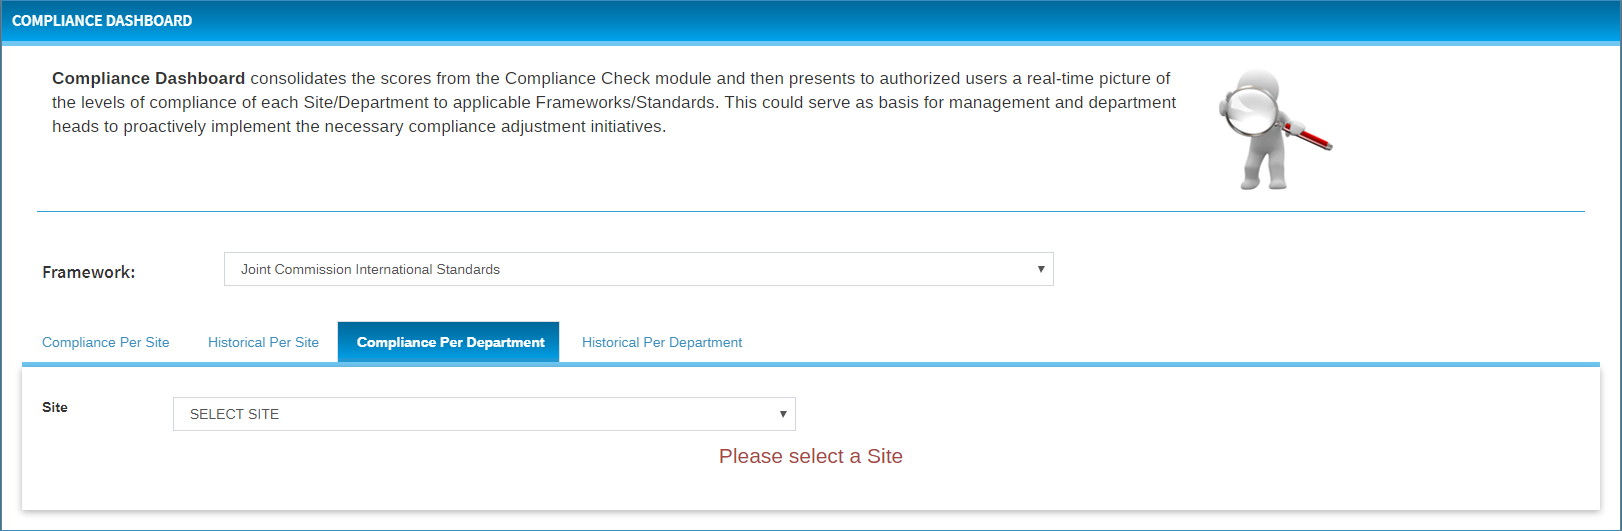 COMPLIANCE DASHBOARD
Compliance Dashboard consolidates the scores from the Compliance Check module and then presents to authorized users a real-time picture of
the levels of compliance of each Site/Department to applicable Frameworks/Standards. This could serve as basis for management and department
heads to proactively implement the necessary compliance adjustment initiatives.
Framework: Joint Commission International Standards
Compliance Per Site Historical Per Site Compliance Per Department Historical Per Department
Site SELECT SITE
Please select a Site